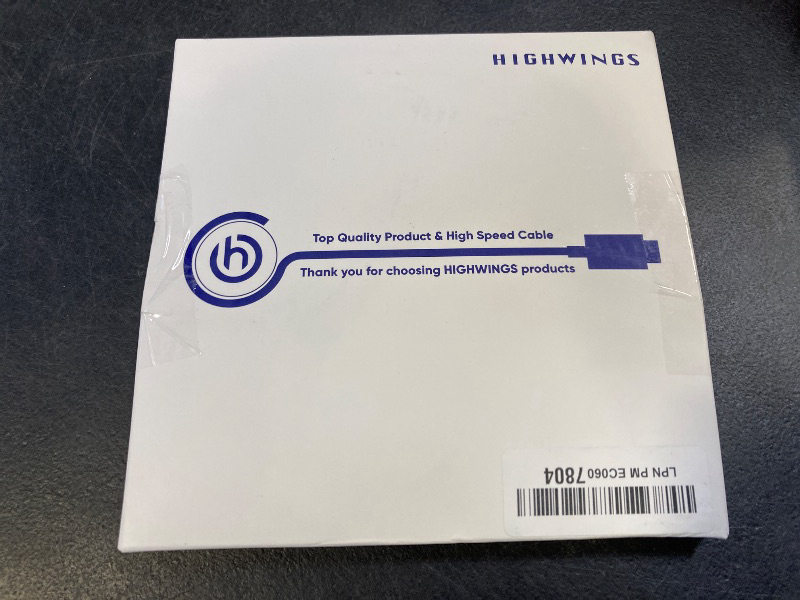 HIGHWINGS
Top Quality Product & High Speed Cable
Thank you for choosing HIGHWINGS products
LPN PM EC060 7804